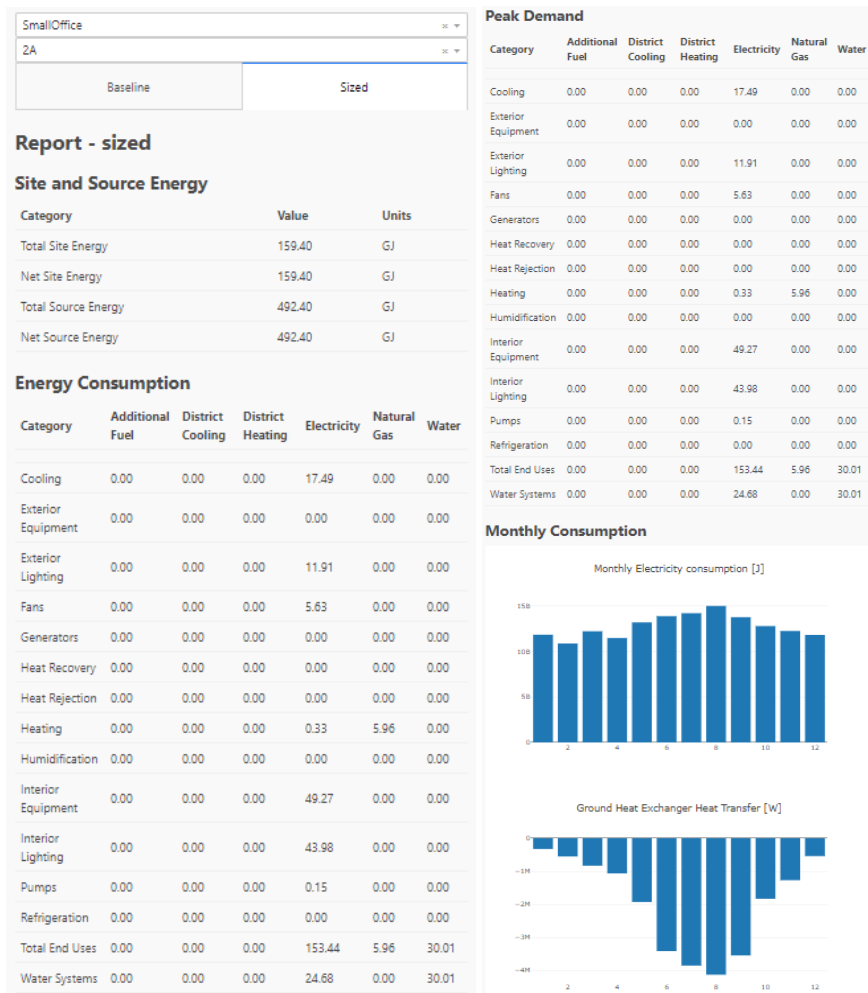 SmallOffice
2A
Baseline Sized
Report - sized
Site and Source Energy
Category Value Units
Total Site Energy 159.40 GJ
Net Site Energy 159.40 GJ
Total Source Energy 492.40 GJ
Net Source Energy 492.40 GJ
Energy Consumption
Category Additional Fuel District Cooling District Heating Electricity Natural Gas Water
Cooling 0.00 0.00 0.00 17.49 0.00 0.00
Exterior Equipment 0.00 0.00 0.00 0.00 0.00 0.00
Exterior Lighting 0.00 0.00 0.00 11.91 0.00 0.00
Fans 0.00 0.00 0.00 5.63 0.00 0.00
Generators 0.00 0.00 0.00 0.00 0.00 0.00
Heat Recovery 0.00 0.00 0.00 0.00 0.00 0.00
Heat Rejection 0.00 0.00 0.00 0.00 0.00 0.00
Heating 0.00 0.00 0.00 0.33 5.96 0.00
Humidification 0.00 0.00 0.00 0.00 0.00 0.00
Interior Equipment 0.00 0.00 0.00 49.27 0.00 0.00
Interior Lighting 0.00 0.00 0.00 43.98 0.00 0.00
Pumps 0.00 0.00 0.00 0.15 0.00 0.00
Refrigeration 0.00 0.00 0.00 0.00 0.00 0.00
Total End Uses 0.00 0.00 0.00 153.44 5.96 30.01
Water Systems 0.00 0.00 0.00 24.68 0.00 30.01
Peak Demand
Category Additional Fuel District Cooling District Heating Electricity Natural Gas Water
Cooling 0.00 0.00 0.00 17.49 0.00 0.00
Exterior Equipment 0.00 0.00 0.00 0.00 0.00 0.00
Exterior Lighting 0.00 0.00 0.00 11.91 0.00 0.00
Fans 0.00 0.00 0.00 5.63 0.00 0.00
Generators 0.00 0.00 0.00 0.00 0.00 0.00
Heat Recovery 0.00 0.00 0.00 0.00 0.00 0.00
Heat Rejection 0.00 0.00 0.00 0.00 0.00 0.00
Heating 0.00 0.00 0.00 0.33 5.96 0.00
Humidification 0.00 0.00 0.00 0.00 0.00 0.00
Interior Equipment 0.00 0.00 0.00 49.27 0.00 0.00
Interior Lighting 0.00 0.00 0.00 43.98 0.00 0.00
Pumps 0.00 0.00 0.00 0.15 0.00 0.00
Refrigeration 0.00 0.00 0.00 0.00 0.00 0.00
Total End Uses 0.00 0.00 0.00 153.44 5.96 30.01
Water Systems 0.00 0.00 0.00 24.68 0.00 30.01
Monthly Consumption
Monthly Electricity consumption [J]
15B
10B
5B
0
2 4 6 8 10 12
Ground Heat Exchanger Heat Transfer [W]
0
−1M
−2M
−3M
−4M
2 4 6 8 10 12